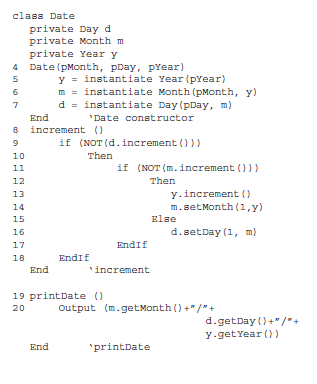 class Date
private Day d
private Month m
private Year y
4 Date(pMonth, pDay, pYear)
5 y = instantiate Year(pYear)
6 m = instantiate Month(pMonth, y)
7 d = instantiate Day(pDay, m)
End 'Date constructor
8 increment ()
9 if (NOT(d.increment()))
10 Then
11 if (NOT(m.increment()))
12 Then
13 y.increment()
14 m.setMonth(1,y)
15 Else
16 d.setDay(1, m)
17 EndIf
18 EndIf
End 'increment
19 printDate ()
20 Output (m.getMonth()+"/"+
d.getDay()+"/"+
y.getYear())
End 'printDate